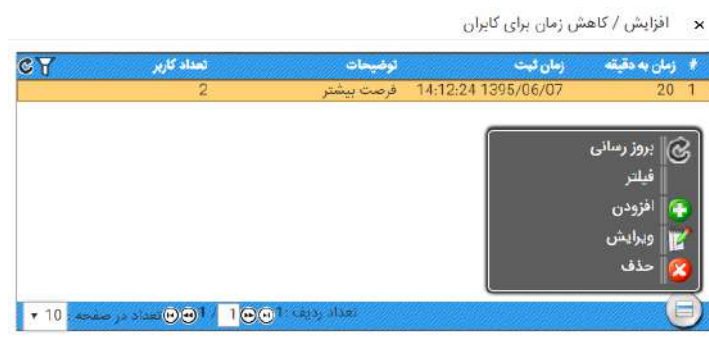 × افزایش / کاهش زمان برای کابران
# زمان به دقیقه زمان ثبت توضیحات تعداد کاربر
1 20 1395/06/07 14:12:24 فرصت بیشتر 2
بروز رسانی
فیلتر
افزودن
ویرایش
حذف
تعداد ردیف : 1 1 / 1 تعداد در صفحه : 10